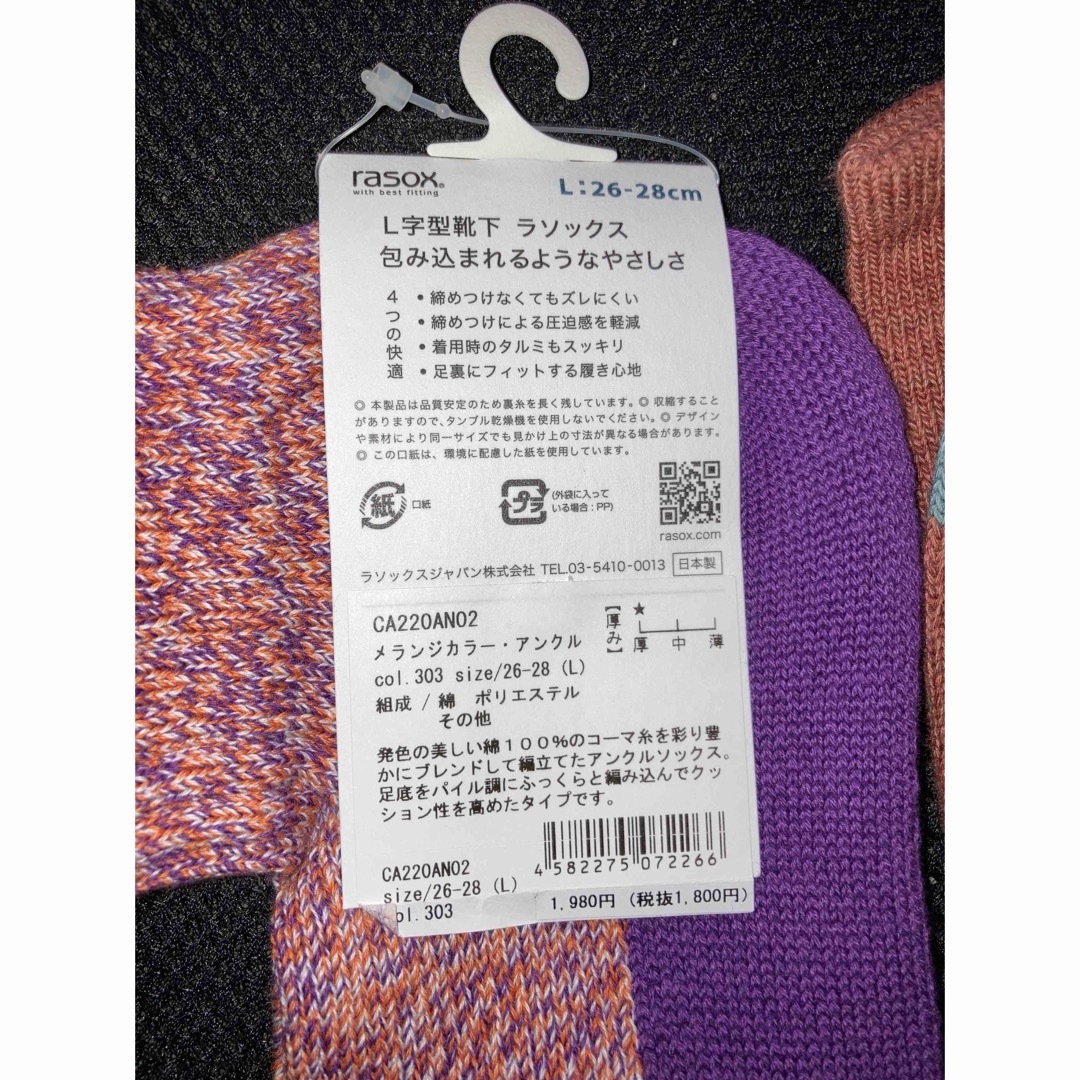 rasox®
with best fitting
L:26-28cm
L字型靴下 ラソックス
包み込まれるようなやさしさ
4つの快適
• 締めつけなくてもズレにくい
• 締めつけによる圧迫感を軽減
• 着用時のタルミもスッキリ
• 足裏にフィットする履き心地
◎ 本製品は品質安定のため裏糸を長く残しています。◎ 収縮すること
がありますので、タンブル乾燥機を使用しないでください。◎ デザイン
や素材により同一サイズでも見かけ上の寸法が異なる場合があります。
◎ この口紙は、環境に配慮した紙を使用しています。
紙
口紙
プラ
(外袋に入って
いる場合:PP)
rasox.com
ラソックスジャパン株式会社 TEL.03-5410-0013 日本製
CA220AN02
メランジカラー・アンクル
col.303 size/26-28 (L)
組成 / 綿 ポリエステル
その他
【厚み】
★
厚 中 薄
発色の美しい綿100%のコーマ糸を彩り豊
かにブレンドして編立てたアンクルソックス。
足底をパイル調にふっくらと編み込んでクッ
ション性を高めたタイプです。
4 582275 072266
CA220AN02
size/26-28 (L)
col.303
1,980円 (税抜1,800円)